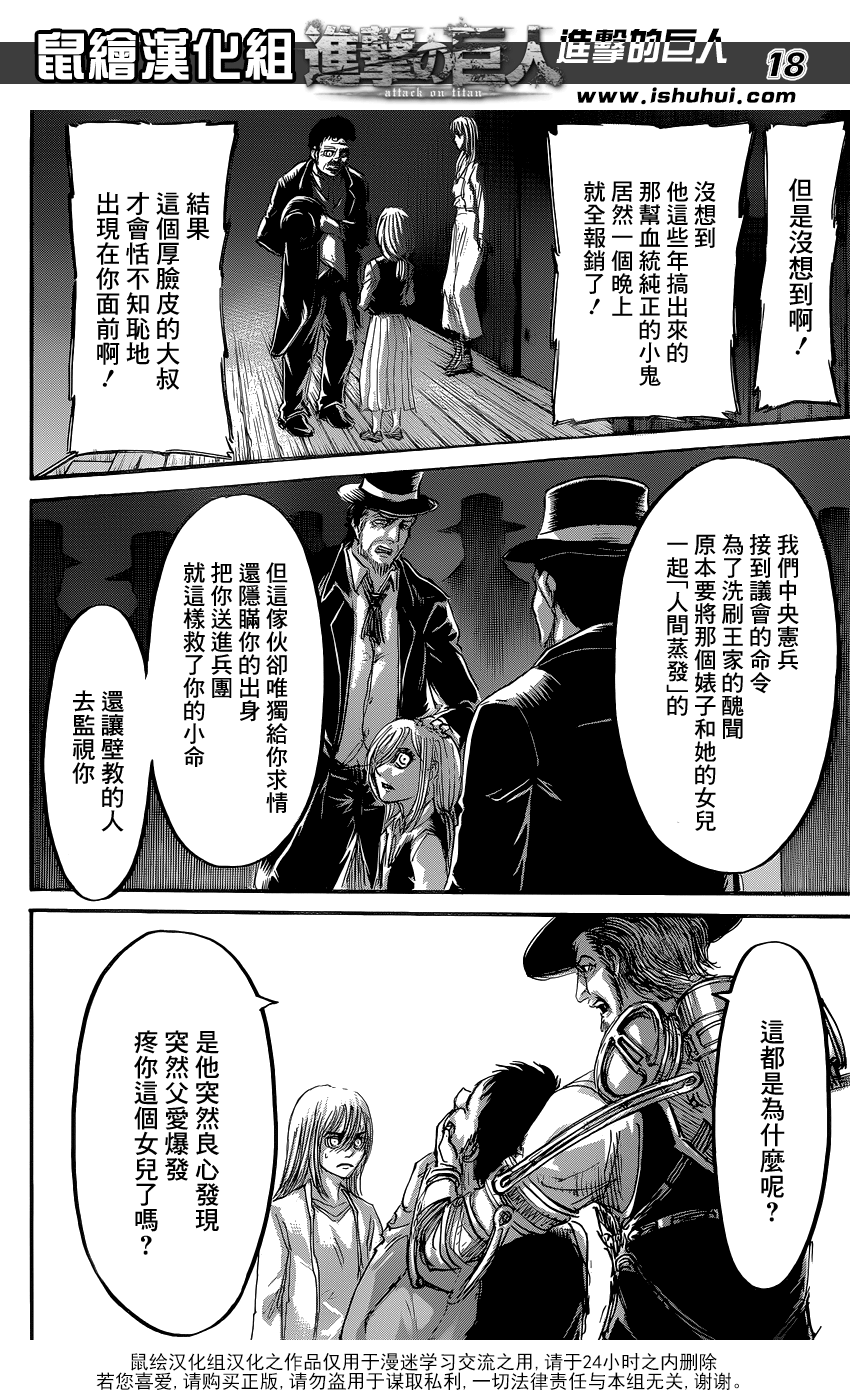 鼠繪漢化組
進撃の巨人
attack on titan
進擊的巨人
18
www.ishuhui.com
但是沒想到啊！
沒想到
他這些年搞出來的
那幫血統純正的小鬼
居然一個晚上
就全報銷了！
結果
這個厚臉皮的大叔
才會恬不知恥地
出現在你面前啊！
我們中央憲兵
接到議會的命令
為了洗刷王家的醜聞
原本要將那個婊子和她的女兒
一起「人間蒸發」的
但這傢伙卻唯獨給你求情
還隱瞞你的出身
把你送進兵團
就這樣救了你的小命
還讓壁教的人
去監視你
這都是為什麼呢？
是他突然良心發現
突然父愛爆發
疼你這個女兒了嗎？
鼠绘汉化组汉化之作品仅用于漫迷学习交流之用, 请于24小时之内删除
若您喜爱, 请购买正版, 请勿盗用于谋取私利, 一切法律责任与本组无关, 谢谢.